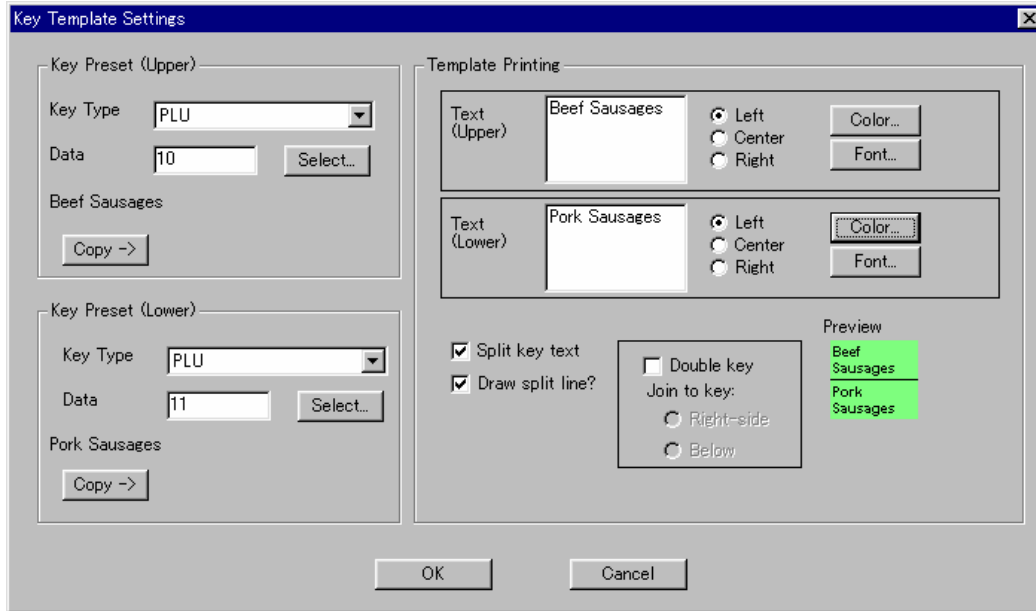 Key Template Settings
Key Preset (Upper)
Key Type
PLU
Data
10
Select...
Beef Sausages
Copy ->
Key Preset (Lower)
Key Type
PLU
Data
11
Select...
Pork Sausages
Copy ->
Template Printing
Text
(Upper)
Beef Sausages
Left
Center
Right
Color...
Font...
Text
(Lower)
Pork Sausages
Left
Center
Right
Color...
Font...
Split key text
Draw split line?
Double key
Join to key:
Right-side
Below
Preview
Beef
Sausages
Pork
Sausages
OK
Cancel